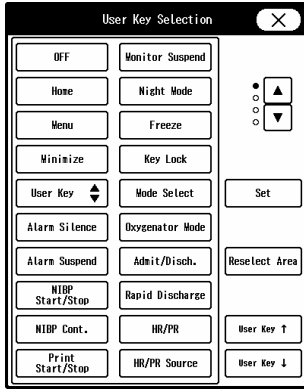 User Key Selection
OFF
Monitor Suspend
Home
Night Mode
Menu
Freeze
Minimize
Key Lock
User Key
Mode Select
Set
Alarm Silence
Oxygenator Mode
Alarm Suspend
Admit/Disch.
Reselect Area
NIBP
Start/Stop
Rapid Discharge
NIBP Cont.
HR/PR
User Key ↑
Print
Start/Stop
HR/PR Source
User Key ↓